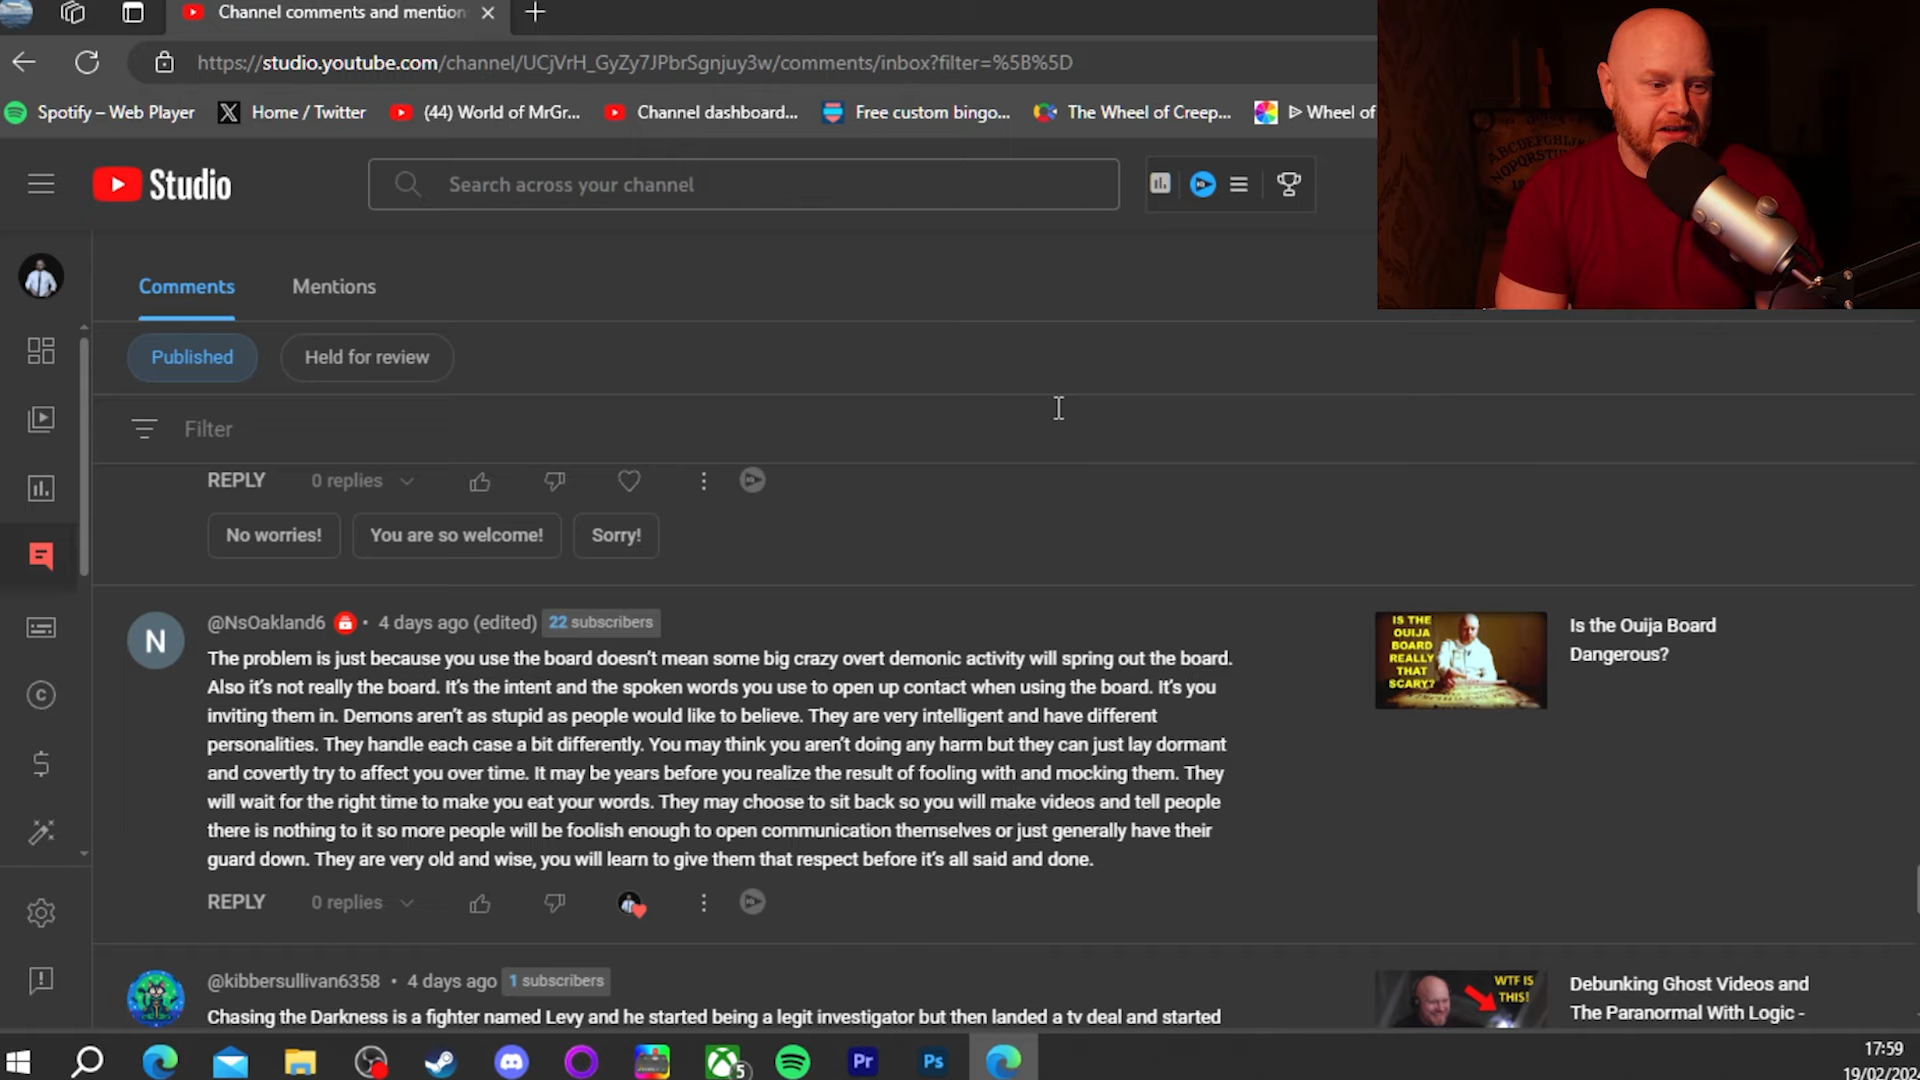 Channel comments and mention
https://studio.youtube.com/channel/UCjVrH_GyZy7JPbrSgnjuy3w/comments/inbox?filter=%5B%5D
Spotify – Web Player
Home / Twitter
(44) World of MrGr...
Channel dashboard...
Free custom bingo...
The Wheel of Creep...
Wheel of
ABCDEFGHIJ
NOPQRST
Studio
Search across your channel
Comments
Mentions
Published
Held for review
Filter
REPLY
0 replies
No worries!
You are so welcome!
Sorry!
N
@NsOakland6 • 4 days ago (edited) 22 subscribers
The problem is just because you use the board doesn't mean some big crazy overt demonic activity will spring out the board.
Also it's not really the board. It's the intent and the spoken words you use to open up contact when using the board. It's you
inviting them in. Demons aren't as stupid as people would like to believe. They are very intelligent and have different
personalities. They handle each case a bit differently. You may think you aren't doing any harm but they can just lay dormant
and covertly try to affect you over time. It may be years before you realize the result of fooling with and mocking them. They
will wait for the right time to make you eat your words. They may choose to sit back so you will make videos and tell people
there is nothing to it so more people will be foolish enough to open communication themselves or just generally have their
guard down. They are very old and wise, you will learn to give them that respect before it's all said and done.
IS THE
OUIJA
BOARD
REALLY
THAT
SCARY?
Is the Ouija Board
Dangerous?
REPLY
0 replies
@kibbersullivan6358 • 4 days ago 1 subscribers
Chasing the Darkness is a fighter named Levy and he started being a legit investigator but then landed a tv deal and started
WTF IS
THIS!
Debunking Ghost Videos and
The Paranormal With Logic -
5
Pr
Ps
17:59
19/02/202